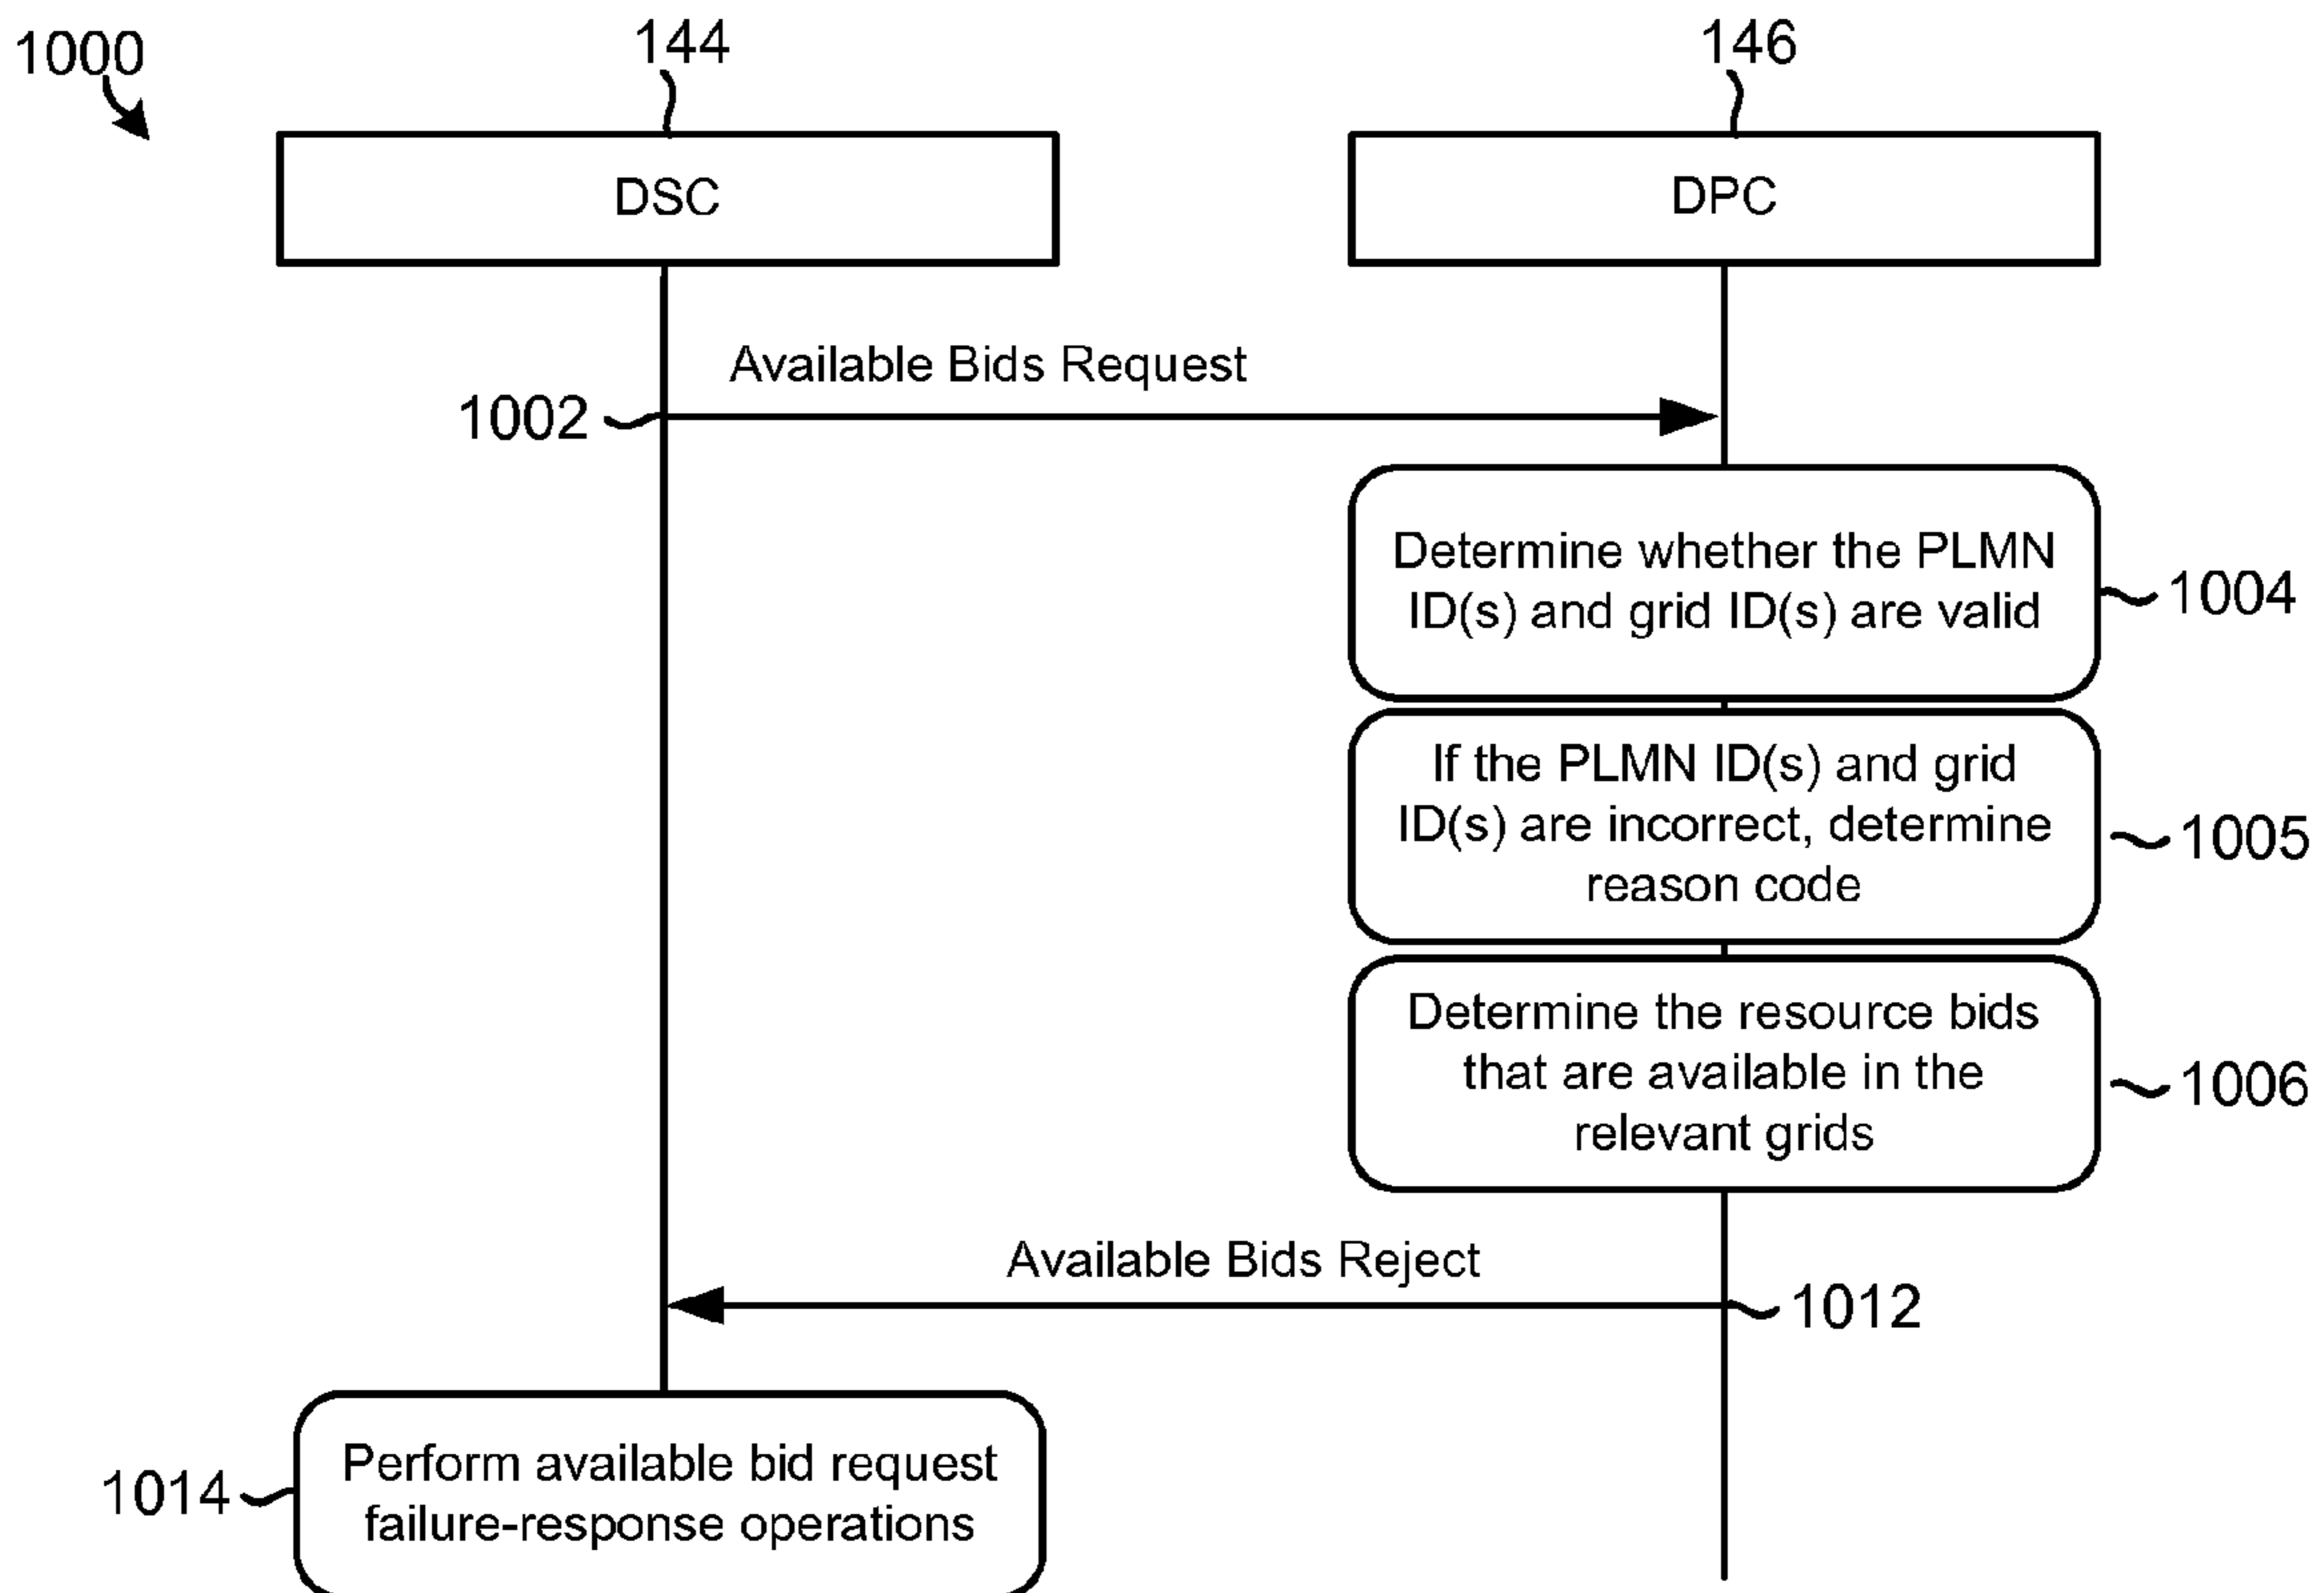 1000
144
146
DSC
DPC
Available Bids Request
1002
Determine whether the PLMN
ID(s) and grid ID(s) are valid
1004
If the PLMN ID(s) and grid
ID(s) are incorrect, determine
reason code
1005
Determine the resource bids
that are available in the
relevant grids
1006
Available Bids Reject
1012
Perform available bid request
failure-response operations
1014